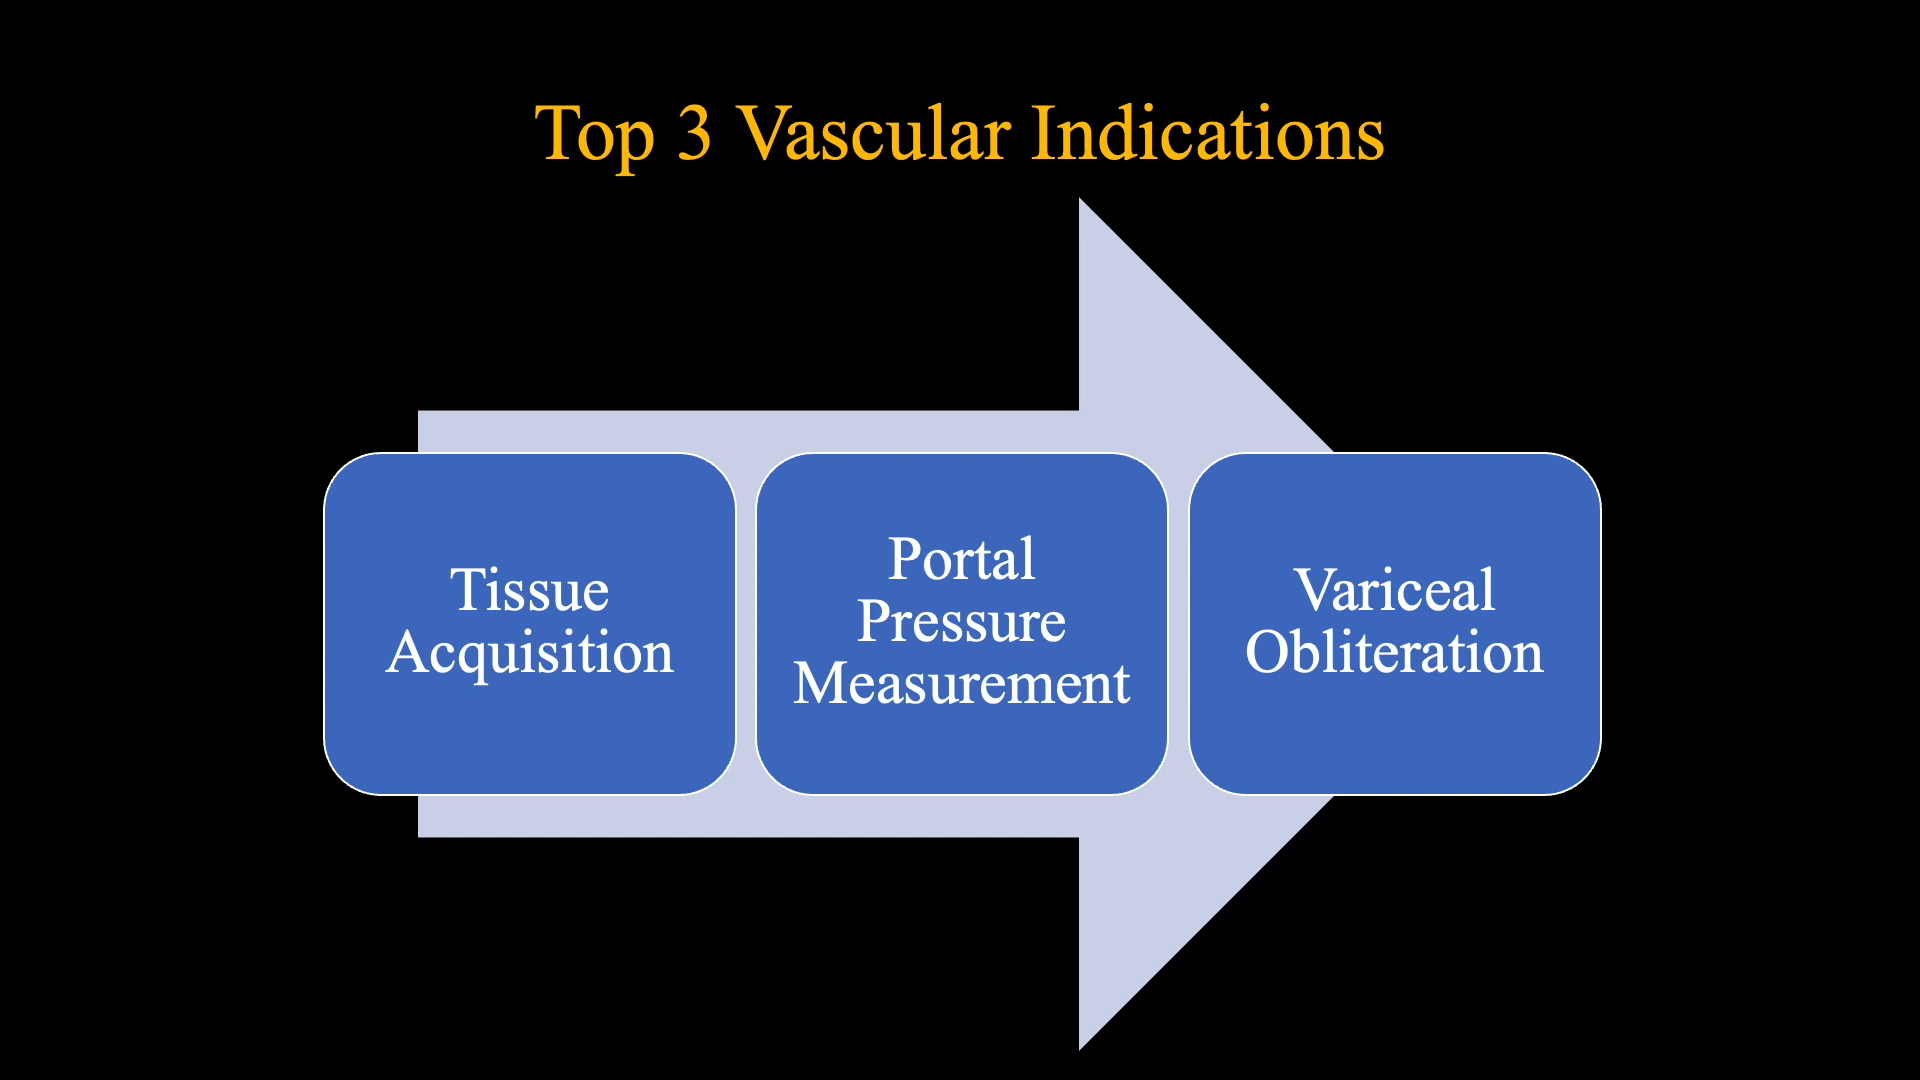 Top 3 Vascular Indications
Tissue
Acquisition
Portal
Pressure
Measurement
Variceal
Obliteration